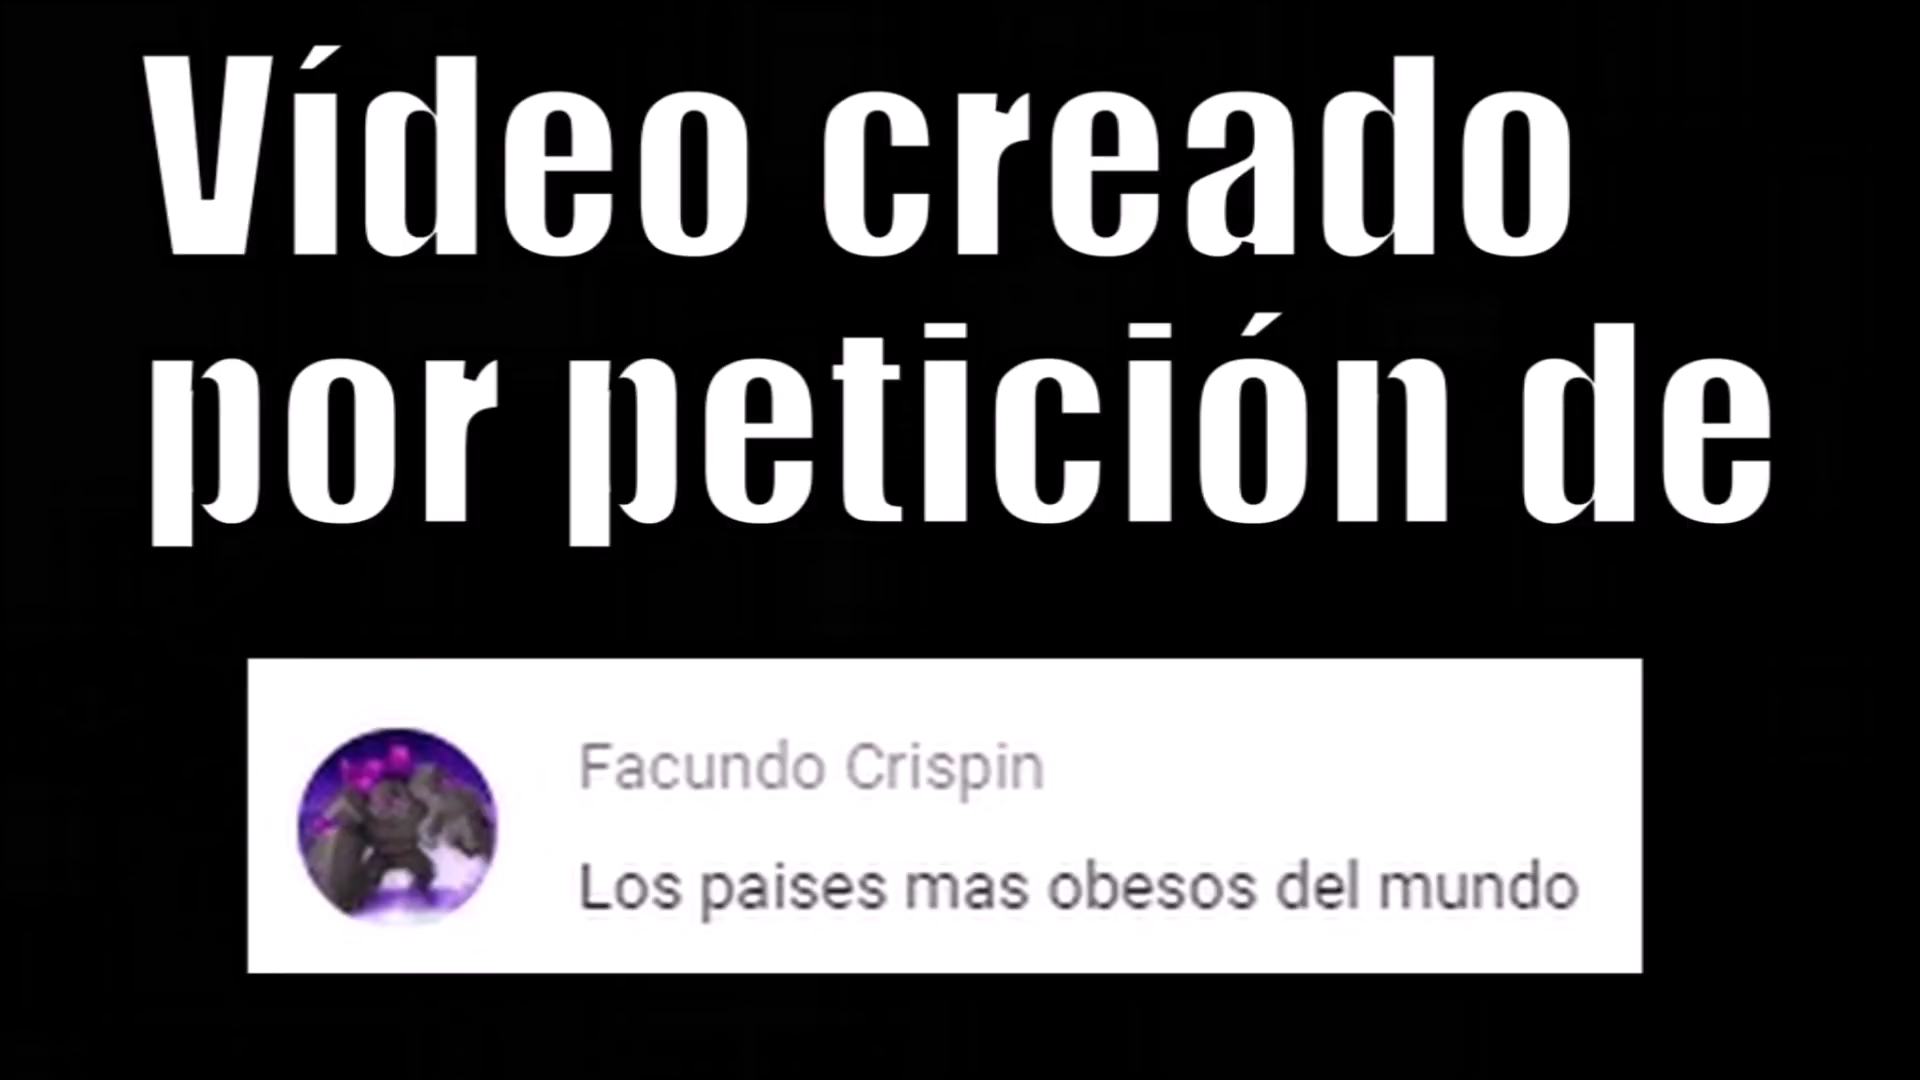 Vídeo creado
por petición de
Facundo Crispin
Los paises mas obesos del mundo